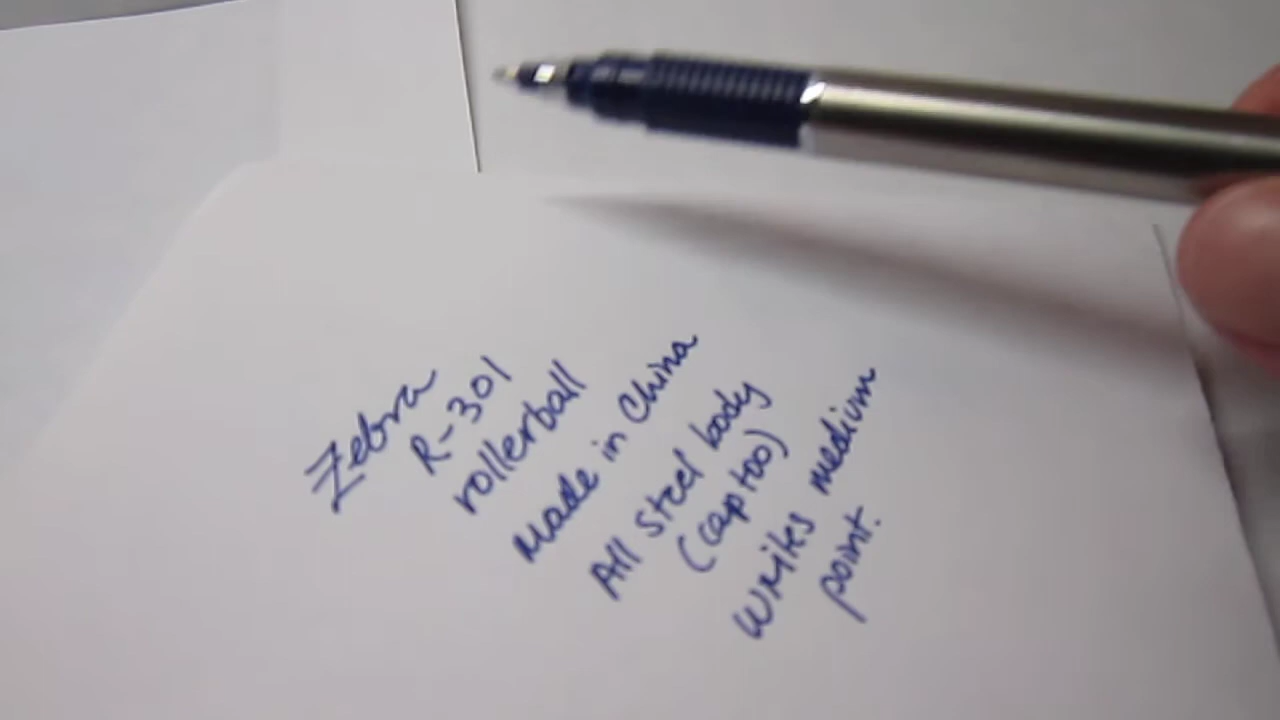 Zebra
R-301
rollerball
Made in China
All Steel body
(cap too)
Writes medium
point.